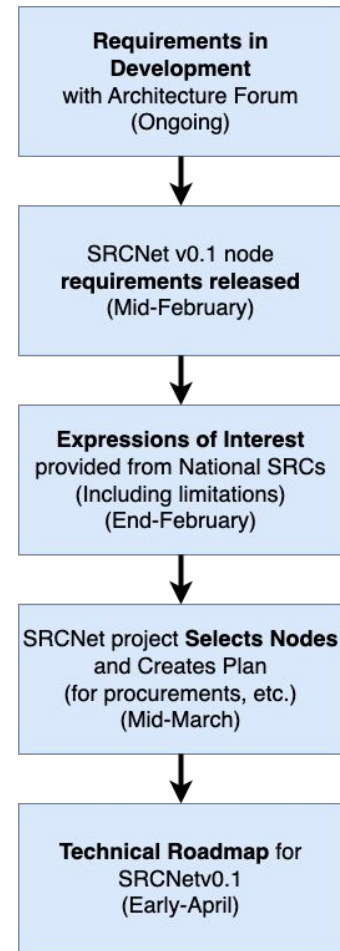 Requirements in
Development
with Architecture Forum
(Ongoing)
SRCNet v0.1 node
requirements released
(Mid-February)
Expressions of Interest
provided from National SRCs
(Including limitations)
(End-February)
SRCNet project Selects Nodes
and Creates Plan
(for procurements, etc.)
(Mid-March)
Technical Roadmap for
SRCNetv0.1
(Early-April)